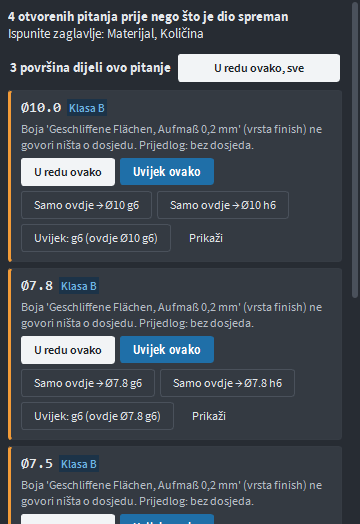 4 otvorenih pitanja prije nego što je dio spreman
Ispunite zaglavlje: Materijal, Količina
3 površina dijeli ovo pitanje
U redu ovako, sve
Ø10.0 Klasa B
Boja 'Geschliffene Flächen, Aufmaß 0,2 mm' (vrsta finish) ne
govori ništa o dosjedu. Prijedlog: bez dosjeda.
U redu ovako
Uvijek ovako
Samo ovdje → Ø10 g6
Samo ovdje → Ø10 h6
Uvijek: g6 (ovdje Ø10 g6)
Prikaži
Ø7.8 Klasa B
Boja 'Geschliffene Flächen, Aufmaß 0,2 mm' (vrsta finish) ne
govori ništa o dosjedu. Prijedlog: bez dosjeda.
U redu ovako
Uvijek ovako
Samo ovdje → Ø7.8 g6
Samo ovdje → Ø7.8 h6
Uvijek: g6 (ovdje Ø7.8 g6)
Prikaži
Ø7.5 Klasa B
Boja 'Geschliffene Flächen, Aufmaß 0,2 mm' (vrsta finish) ne
govori ništa o dosjedu. Prijedlog: bez dosjeda.